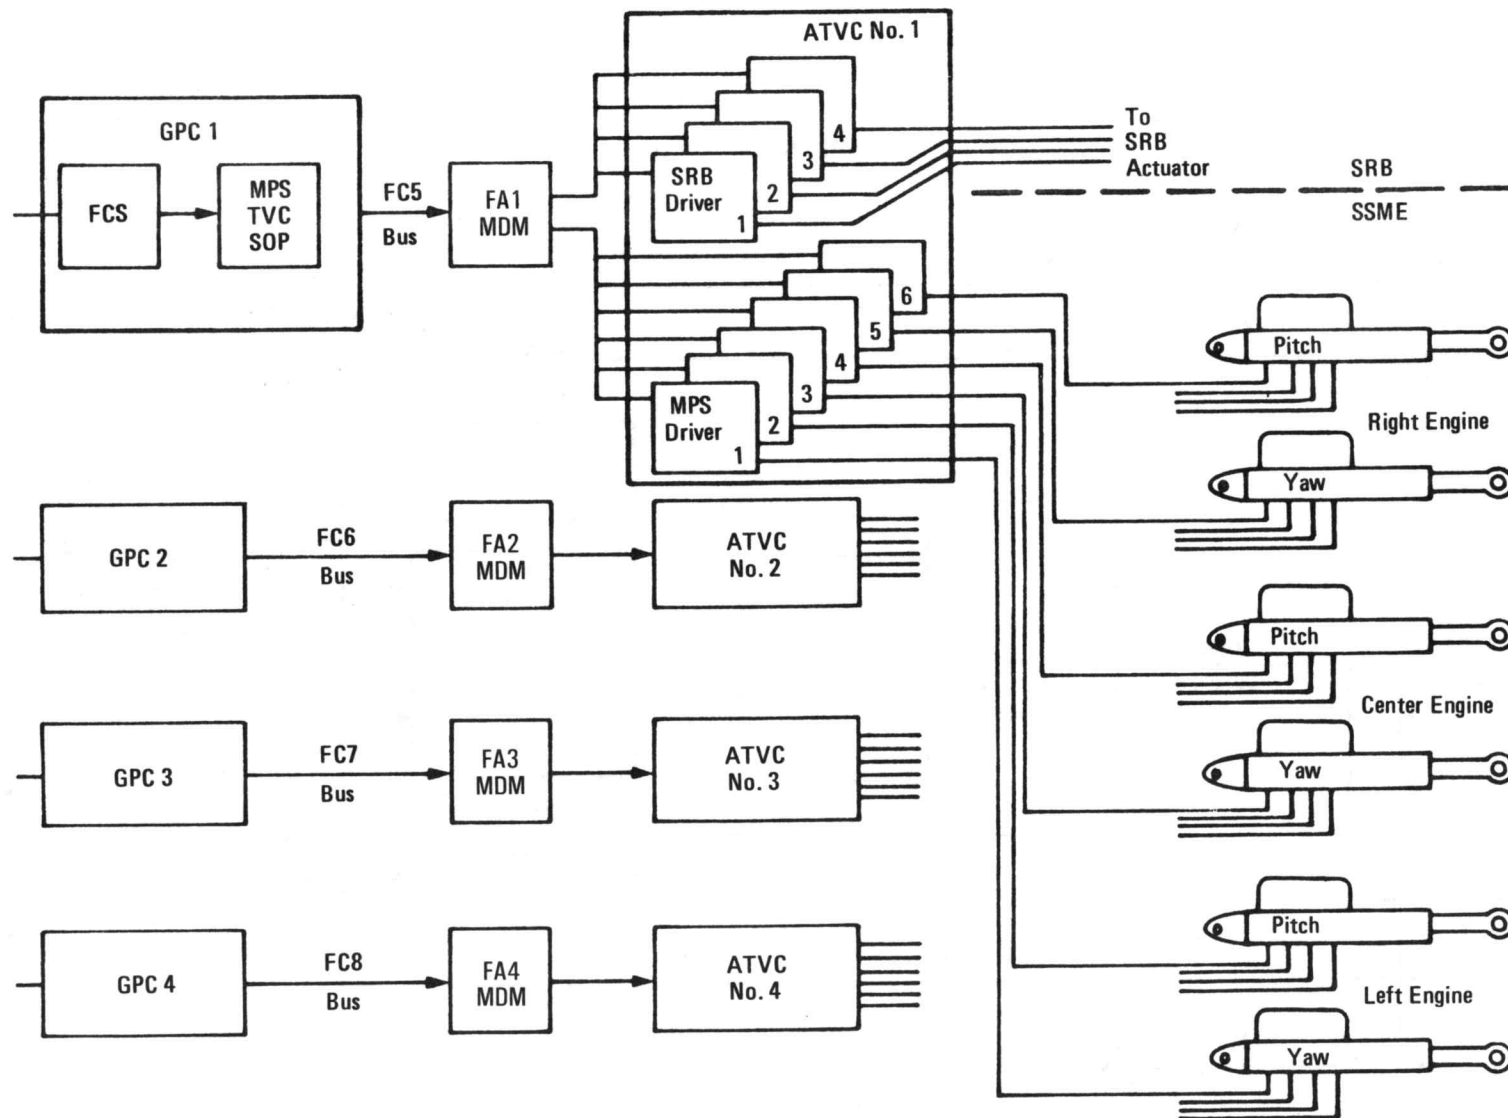 ATVC No. 1
GPC 1
FCS
MPS
TVC
SOP
FC5
Bus
FA1
MDM
4
3
2
SRB
Driver
1
To
SRB
Actuator
SRB
SSME
6
5
4
3
2
MPS
Driver
1
Pitch
Right Engine
Yaw
GPC 2
FC6
Bus
FA2
MDM
ATVC
No. 2
Pitch
Center Engine
Yaw
GPC 3
FC7
Bus
FA3
MDM
ATVC
No. 3
Pitch
Left Engine
Yaw
GPC 4
FC8
Bus
FA4
MDM
ATVC
No. 4